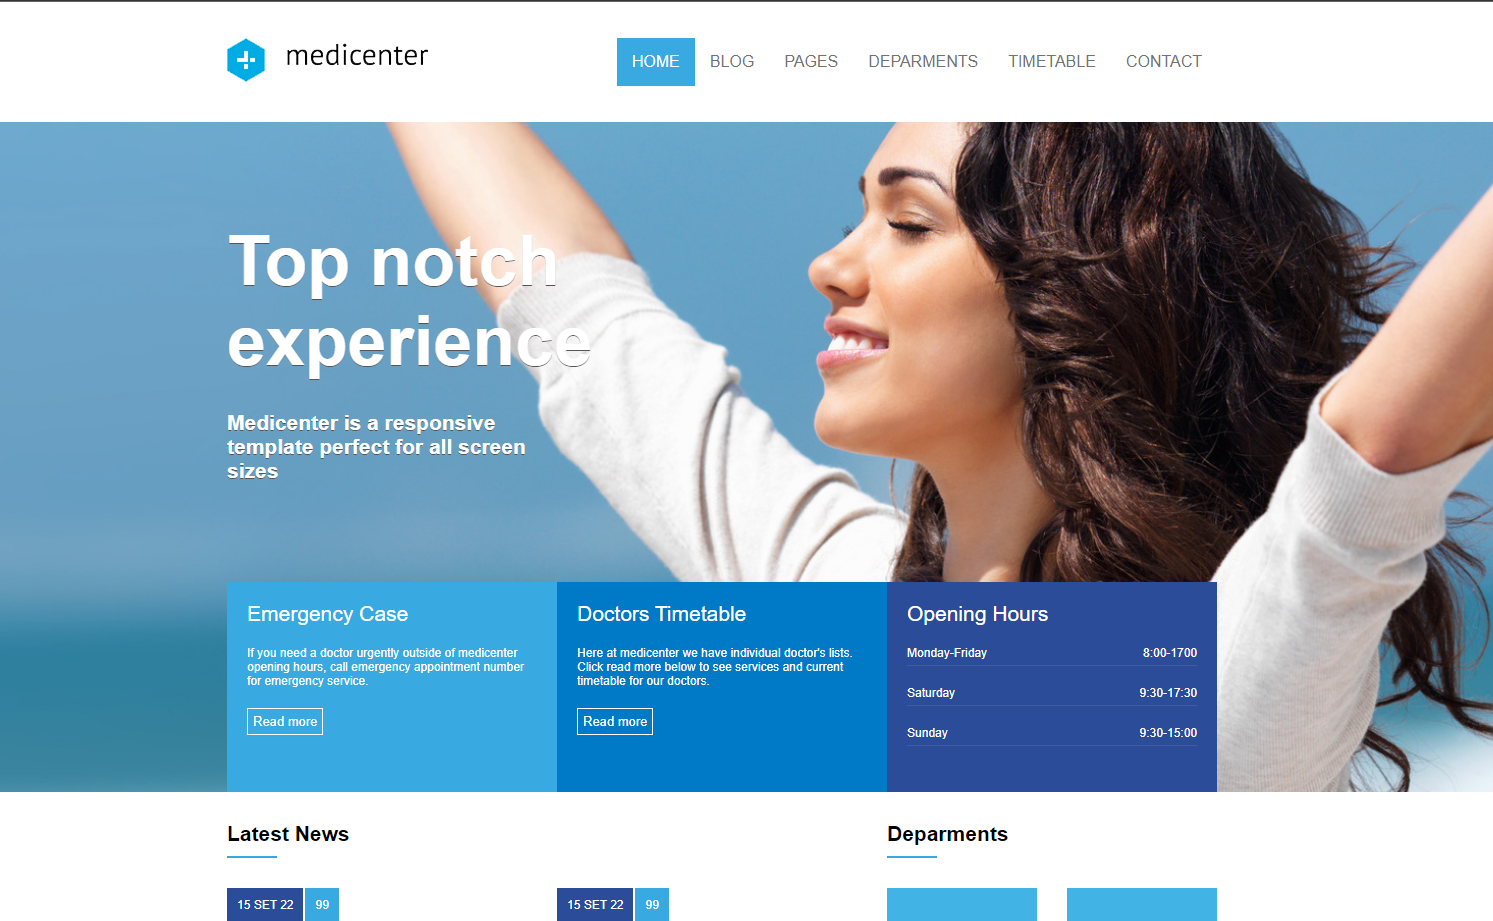 medicenter
HOME BLOG PAGES DEPARMENTS TIMETABLE CONTACT
Top notch
experience
Medicenter is a responsive
template perfect for all screen
sizes
Emergency Case
If you need a doctor urgently outside of medicenter
opening hours, call emergency appointment number
for emergency service.
Read more
Doctors Timetable
Here at medicenter we have individual doctor's lists.
Click read more below to see services and current
timetable for our doctors.
Read more
Opening Hours
Monday-Friday 8:00-1700
Saturday 9:30-17:30
Sunday 9:30-15:00
Latest News
15 SET 22 99
15 SET 22 99
Deparments